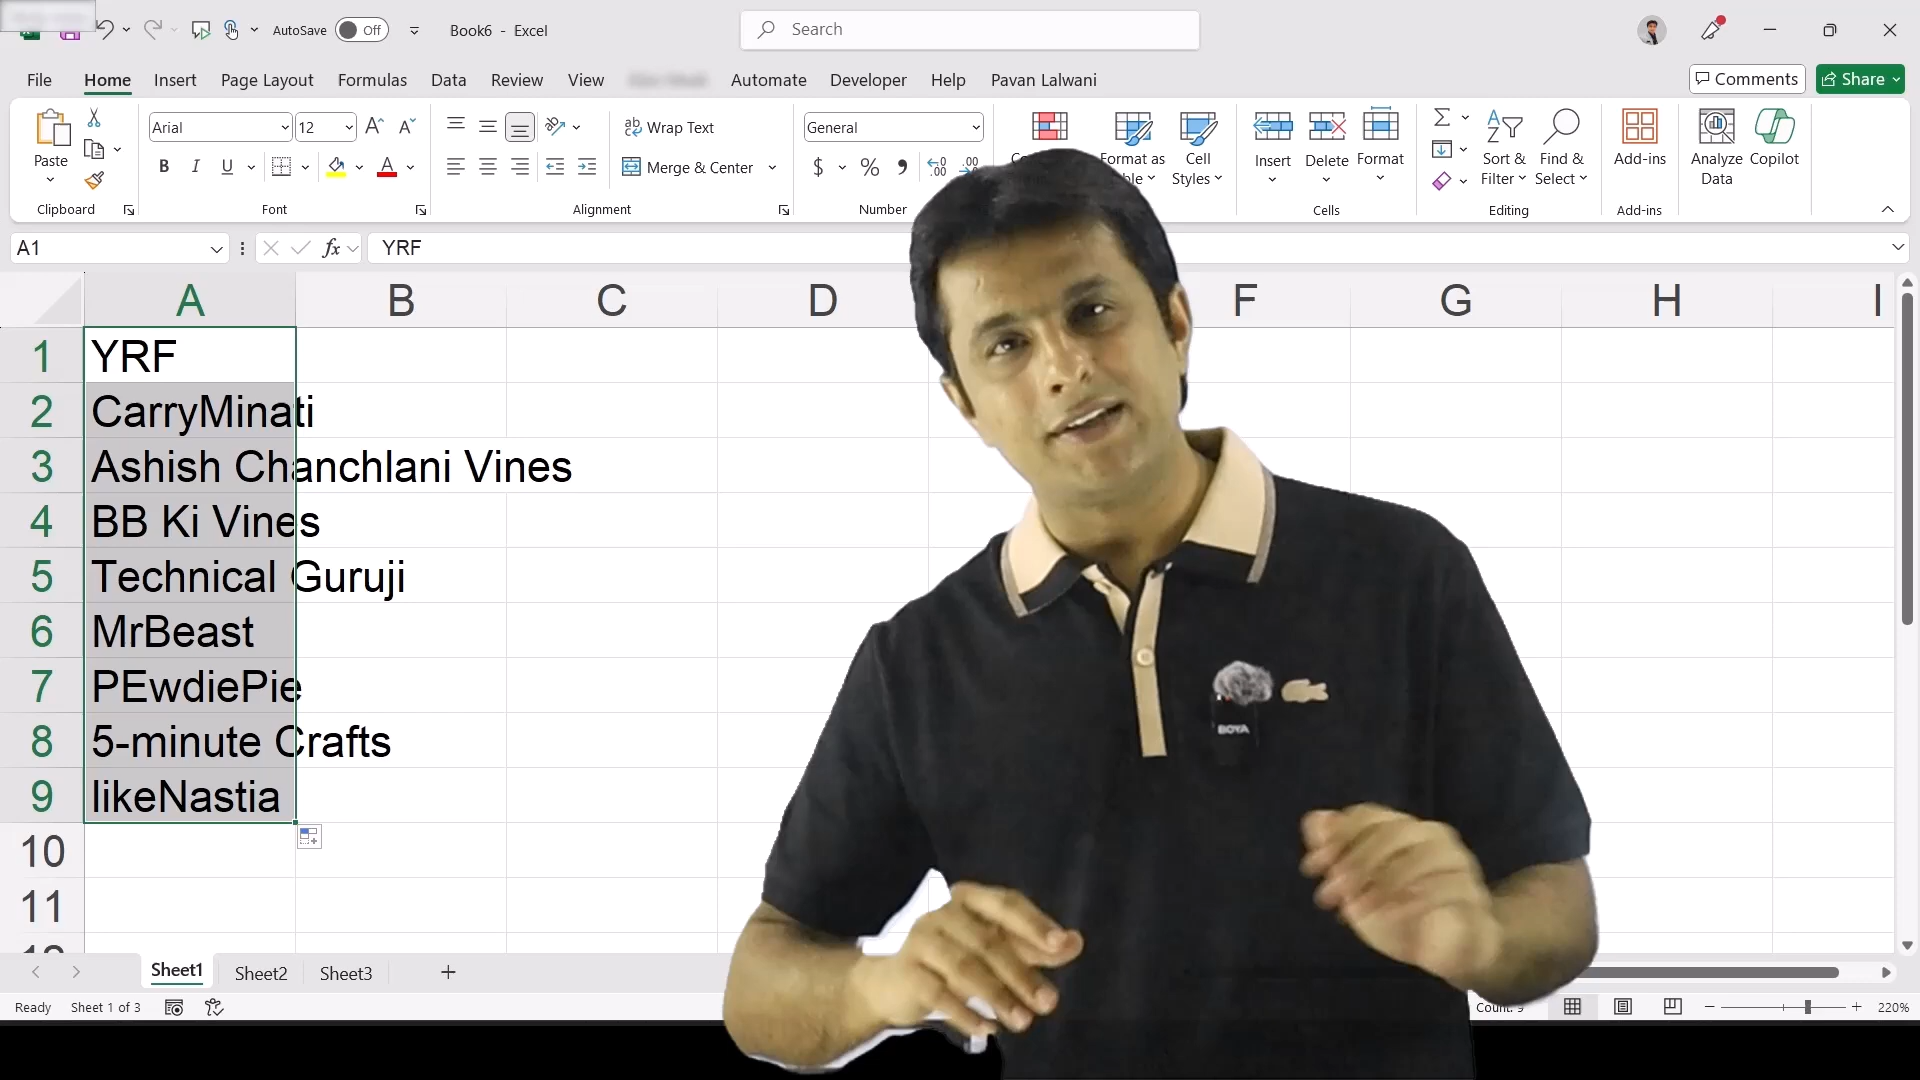 AutoSave Off Book6 - Excel Search
File Home Insert Page Layout Formulas Data Review View Automate Developer Help Pavan Lalwani Comments Share
Paste Arial 12 Wrap Text General Format as Cell Insert Delete Format Sort & Find & Add-ins Analyze Copilot
Merge & Center $ % Styles Filter Select Data
Clipboard Font Alignment Number Cells Editing Add-ins
A1 fx YRF
A B C D F G H I
1 YRF
2 CarryMinati
3 Ashish Chanchlani Vines
4 BB Ki Vines
5 Technical Guruji
6 MrBeast
7 PEwdiePie
8 5-minute Crafts
9 likeNastia
10
11
BOYA
Sheet1 Sheet2 Sheet3
Ready Sheet 1 of 3 Count: 9 220%